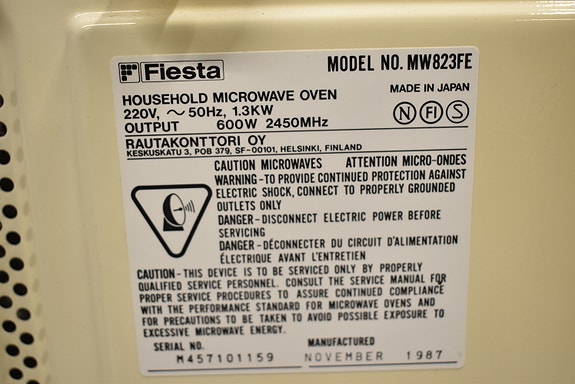 Fiesta MODEL NO. MW823FE
HOUSEHOLD MICROWAVE OVEN MADE IN JAPAN
220V, ~ 50Hz, 1.3KW
N FI S
OUTPUT 600W 2450MHz
RAUTAKONTTORI OY
KESKUSKATU 3, POB 379, SF-00101, HELSINKI, FINLAND
CAUTION MICROWAVES ATTENTION MICRO-ONDES
WARNING-TO PROVIDE CONTINUED PROTECTION AGAINST
ELECTRIC SHOCK, CONNECT TO PROPERLY GROUNDED
OUTLETS ONLY
DANGER-DISCONNECT ELECTRIC POWER BEFORE
SERVICING
DANGER-DÉCONNECTER DU CIRCUIT D'ALIMENTATION
ÉLECTRIQUE AVANT L'ENTRETIEN
CAUTION-THIS DEVICE IS TO BE SERVICED ONLY BY PROPERLY
QUALIFIED SERVICE PERSONNEL. CONSULT THE SERVICE MANUAL FOR
PROPER SERVICE PROCEDURES TO ASSURE CONTINUED COMPLIANCE
WITH THE PERFORMANCE STANDARD FOR MICROWAVE OVENS AND
FOR PRECAUTIONS TO BE TAKEN TO AVOID POSSIBLE EXPOSURE TO
EXCESSIVE MICROWAVE ENERGY.
SERIAL NO. MANUFACTURED
M457101159 NOVEMBER 1987